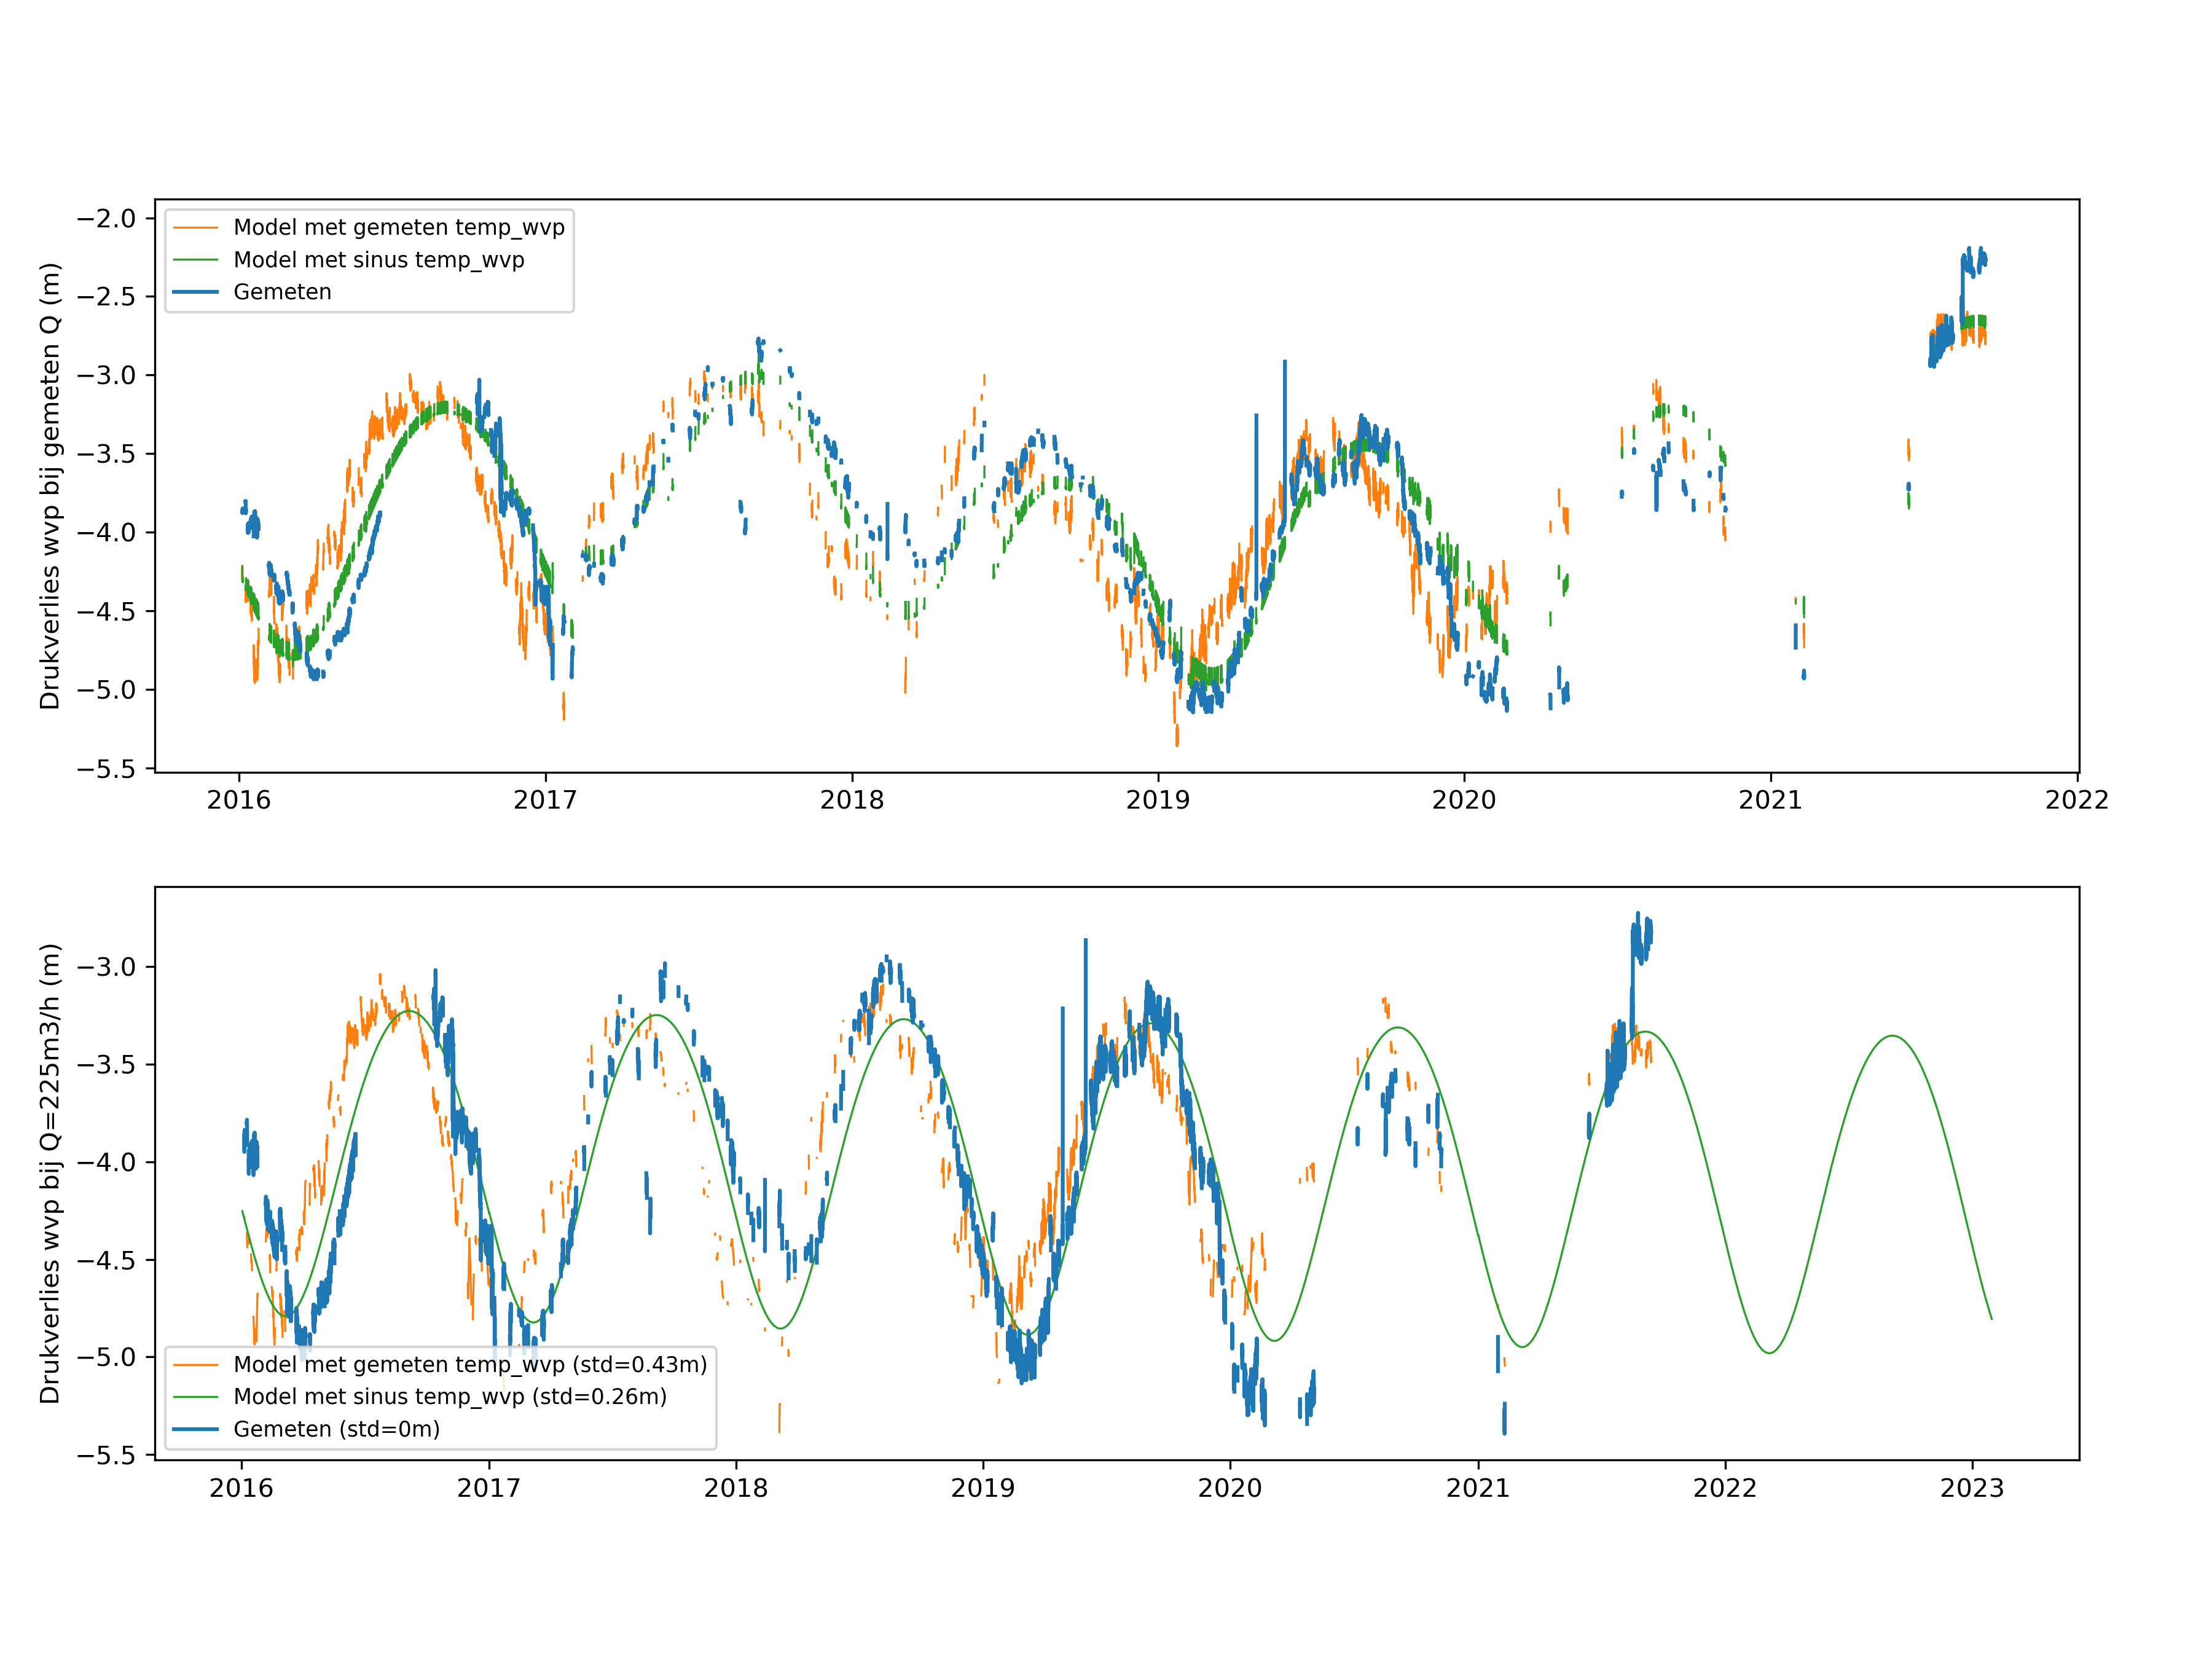 Drukverlies wvp bij gemeten Q (m)
−2.0
−2.5
−3.0
−3.5
−4.0
−4.5
−5.0
−5.5
Model met gemeten temp_wvp
Model met sinus temp_wvp
Gemeten
2016 2017 2018 2019 2020 2021 2022
Drukverlies wvp bij Q=225m3/h (m)
−3.0
−3.5
−4.0
−4.5
−5.0
−5.5
Model met gemeten temp_wvp (std=0.43m)
Model met sinus temp_wvp (std=0.26m)
Gemeten (std=0m)
2016 2017 2018 2019 2020 2021 2022 2023